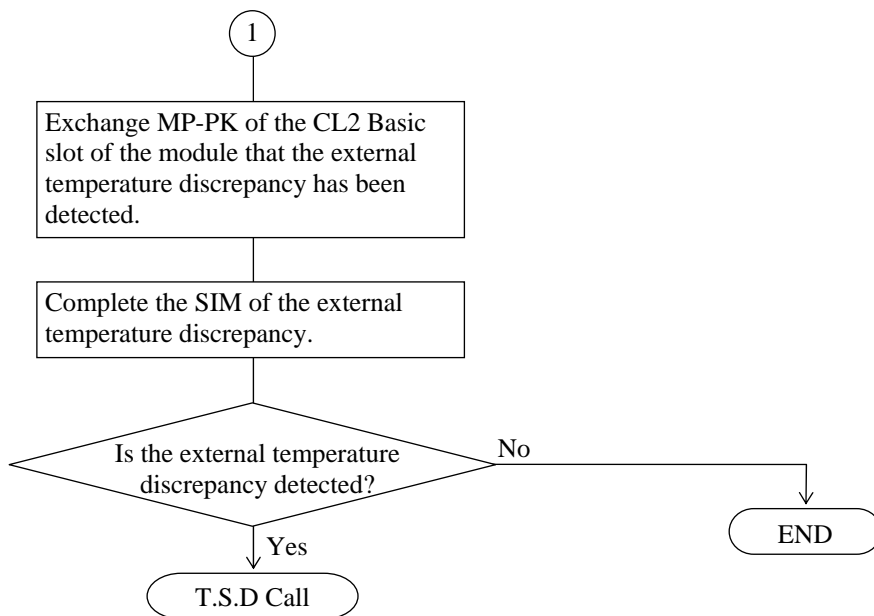 1
Exchange MP-PK of the CL2 Basic
slot of the module that the external
temperature discrepancy has been
detected.
Complete the SIM of the external
temperature discrepancy.
Is the external temperature
discrepancy detected?
No
END
Yes
T.S.D Call